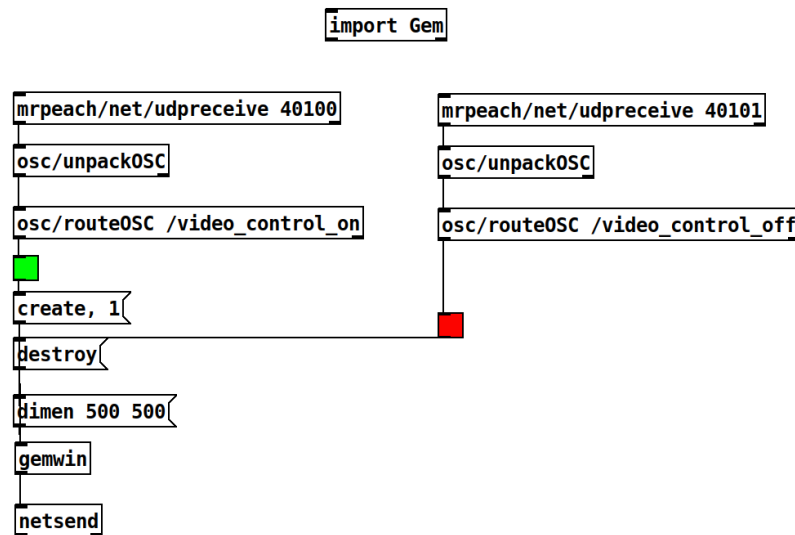 import Gem
mrpeach/net/udpreceive 40100
mrpeach/net/udpreceive 40101
osc/unpackOSC
osc/unpackOSC
osc/routeOSC /video_control_on
osc/routeOSC /video_control_off
create, 1
destroy
dimen 500 500
gemwin
netsend